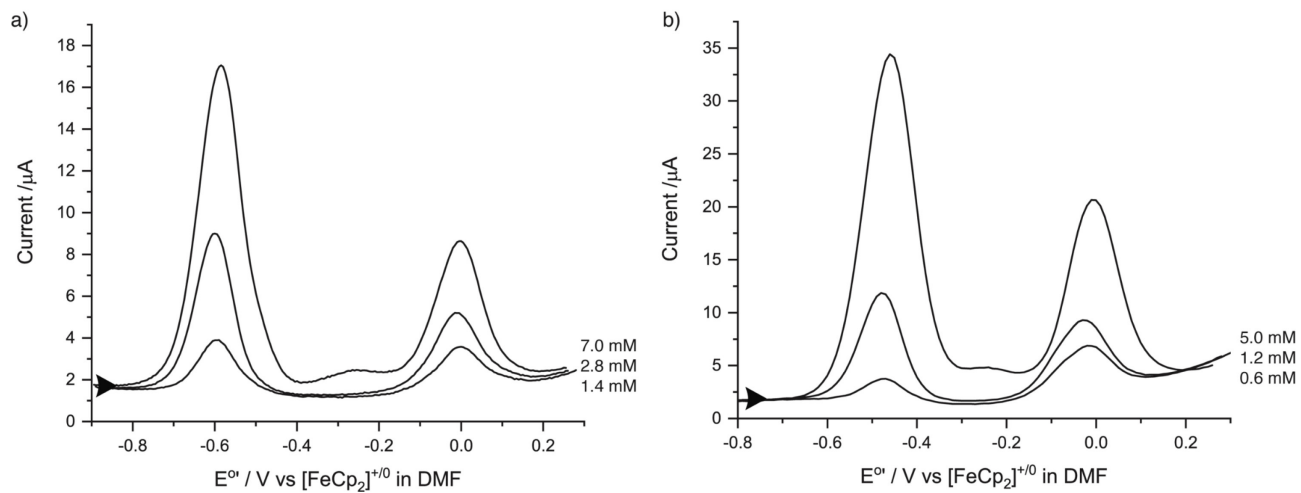 a)
18
16
14
12
10
8
6
4
2
0
Current /μA
-0.8
-0.6
-0.4
-0.2
0.0
0.2
E°' / V vs [FeCp₂]⁺ᐟ⁰ in DMF
7.0 mM
2.8 mM
1.4 mM
b)
35
30
25
20
15
10
5
0
Current /μA
-0.8
-0.6
-0.4
-0.2
0.0
0.2
E°' / V vs [FeCp₂]⁺ᐟ⁰ in DMF
5.0 mM
1.2 mM
0.6 mM